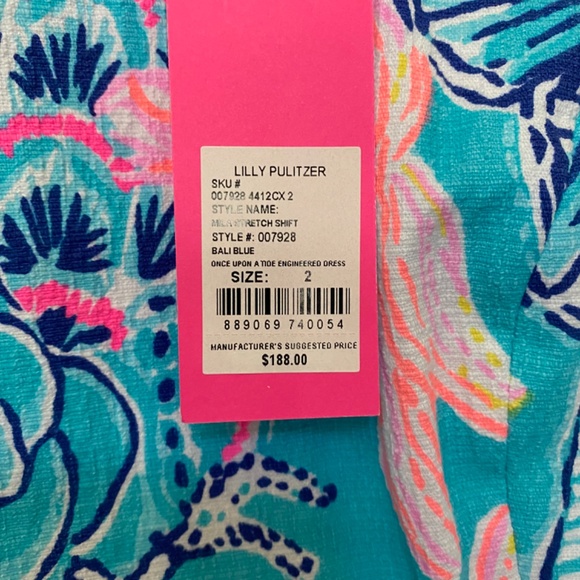 LILLY PULITZER
SKU #
007928 4412CX 2
STYLE NAME:
MILA STRETCH SHIFT
STYLE #: 007928
BALI BLUE
ONCE UPON A TIDE ENGINEERED DRESS
SIZE: 2
889069 740054
MANUFACTURER'S SUGGESTED PRICE
$188.00